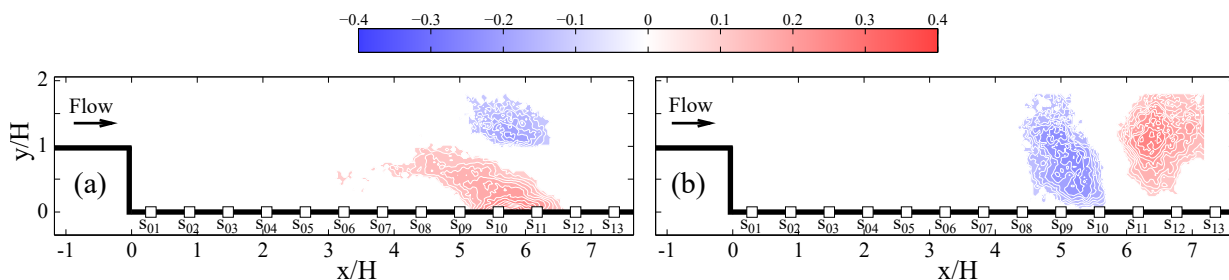 −0.4 −0.3 −0.2 −0.1 0 0.1 0.2 0.3 0.4
y/H
2
1
0
Flow
(a)
s01 s02 s03 s04 s05 s06 s07 s08 s09 s10 s11 s12 s13
-1 0 1 2 3 4 5 6 7
x/H
Flow
(b)
s01 s02 s03 s04 s05 s06 s07 s08 s09 s10 s11 s12 s13
-1 0 1 2 3 4 5 6 7
x/H